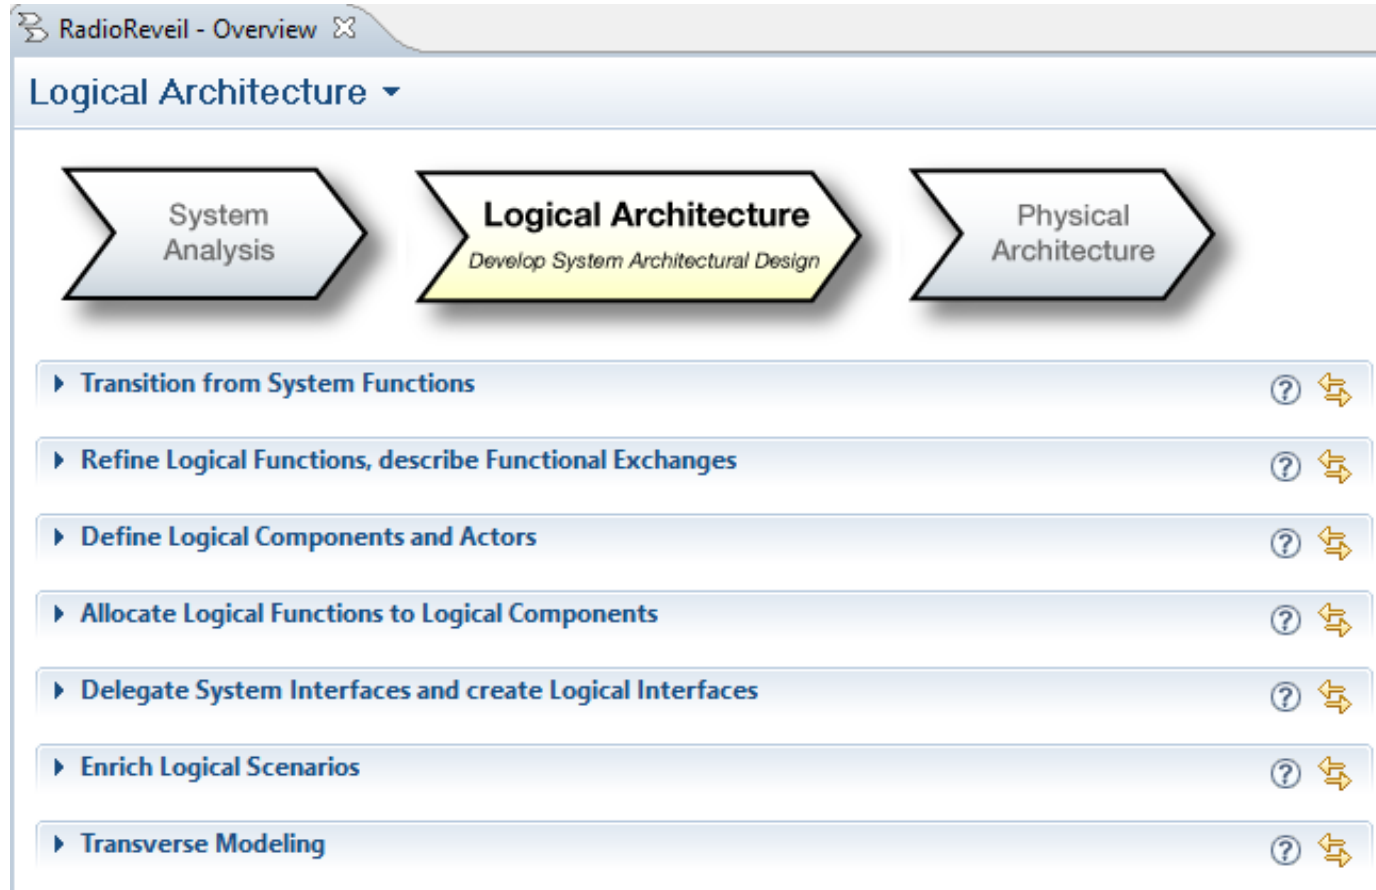 RadioReveil - Overview
Logical Architecture
System
Analysis
Logical Architecture
Develop System Architectural Design
Physical
Architecture
Transition from System Functions
Refine Logical Functions, describe Functional Exchanges
Define Logical Components and Actors
Allocate Logical Functions to Logical Components
Delegate System Interfaces and create Logical Interfaces
Enrich Logical Scenarios
Transverse Modeling